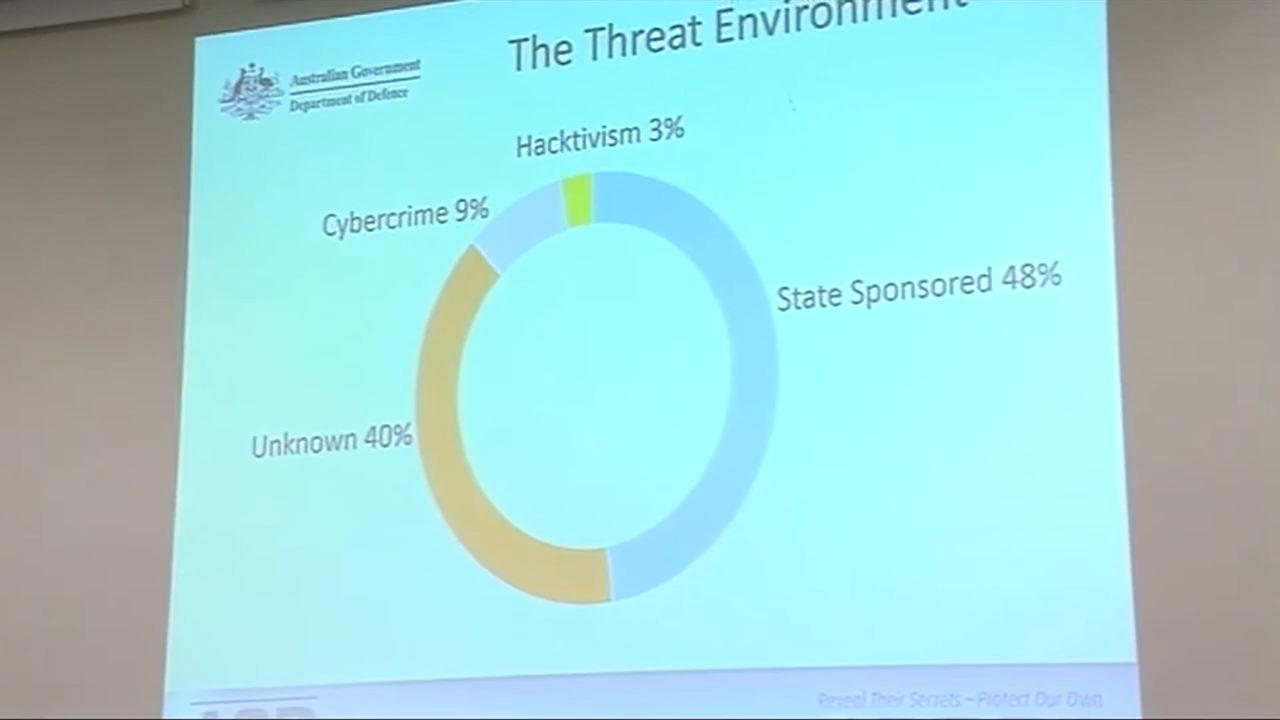 The Threat Environment
Australian Government
Department of Defence
Hacktivism 3%
Cybercrime 9%
State Sponsored 48%
Unknown 40%
Reveal Their Secrets – Protect Our Own